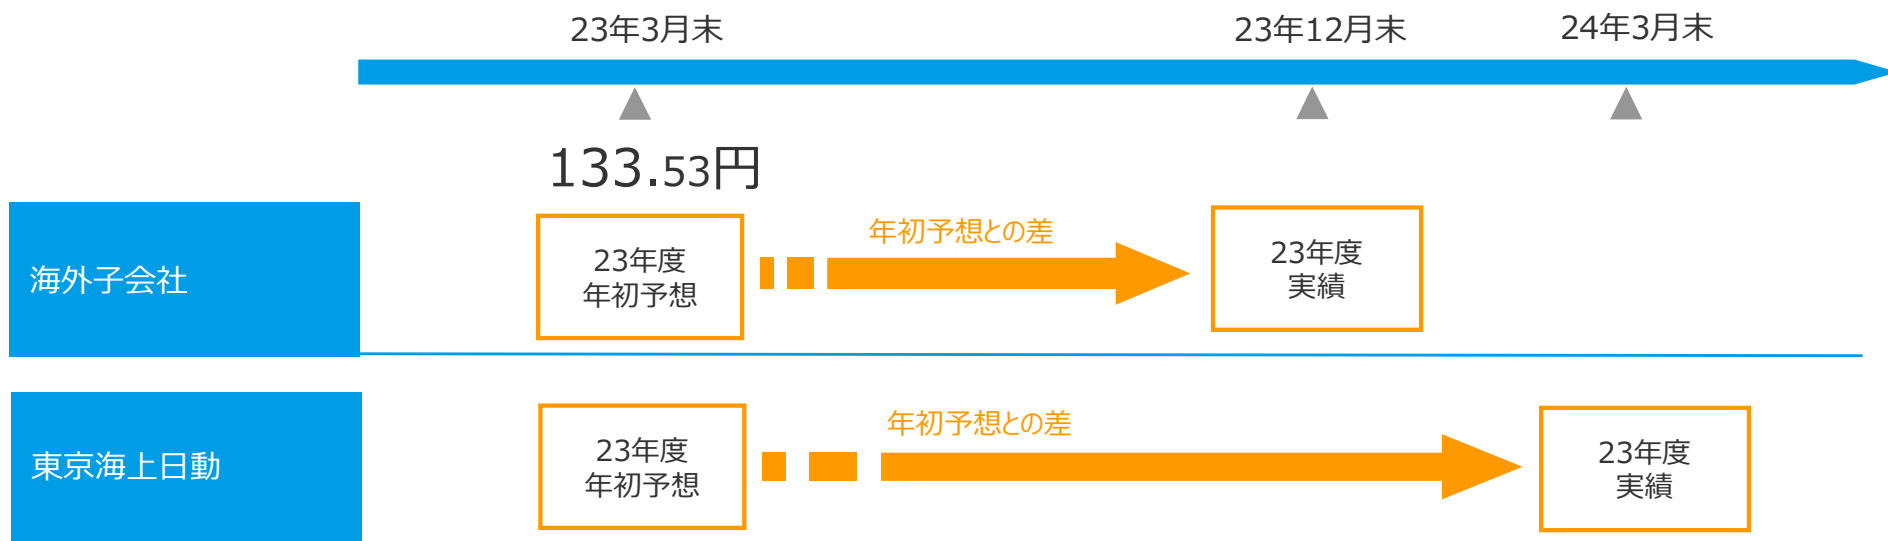 23年3月末
23年12月末
24年3月末
133.53円
海外子会社
23年度
年初予想
年初予想との差
23年度
実績
東京海上日動
23年度
年初予想
年初予想との差
23年度
実績